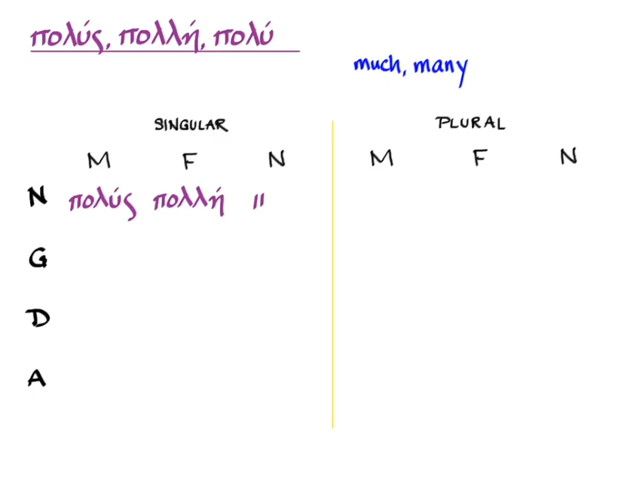 πολύς, πολλή, πολύ
much, many
SINGULAR PLURAL
M F N M F N
N πολύς πολλή "
G
D
A